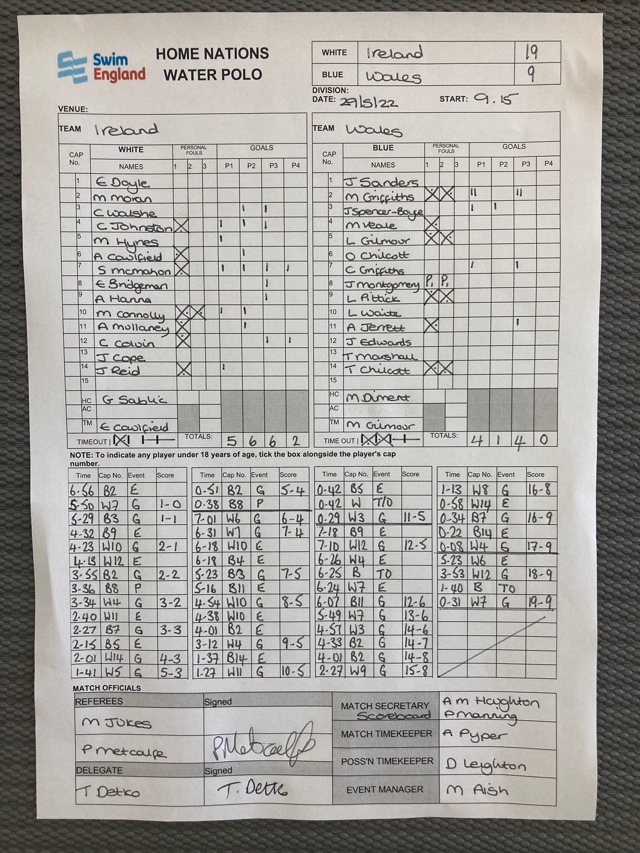 Swim England
HOME NATIONS
WATER POLO
WHITE Ireland 19
BLUE Wales 9
DIVISION:
VENUE:
DATE: 29/5/22 START: 9.15
TEAM Ireland
CAP No. WHITE NAMES PERSONAL FOULS 1 2 3 GOALS P1 P2 P3 P4
1 E Doyle
2 M Moran
3 C Walshe I I
4 C Johnston X I I I
5 M Hynes I
6 A Cawlfield X I
7 S McMahon X I I I I
8 E Bridgeman I
9 A Hanna I
10 M Connolly X X I I
11 A Mullaney X I
12 C Colvin X I I
13 J Cope
14 J Reid X I
15
HC G Sablic
AC
TM E Cawlfield
TIMEOUT TOTALS: 5 6 6 2
TEAM Wales
CAP No. BLUE NAMES PERSONAL FOULS 1 2 3 GOALS P1 P2 P3 P4
1 J Sanders
2 M Griffiths X X II II
3 J Spencer-Boyle I I
4 M Veale X
5 L Gilmour X X
6 O Chilcott
7 C Griffiths I I
8 J Montgomery P, P,
9 L Attick X X
10 L Waite
11 A Jerrett X I
12 J Edwards
13 T Marshall
14 T Chilcott X X
15
HC M. Diment
AC
TM M Gilmour
TIME OUT TOTALS: 4 1 4 0
NOTE: To indicate any player under 18 years of age, tick the box alongside the player's cap
number.
Time Cap No. Event Score
6-56 B2 E
5-50 W7 G 1-0
5-29 B3 G 1-1
4-32 B9 E
4-23 W10 G 2-1
4-13 W12 E
3-55 B2 G 2-2
3-36 B8 P
3-34 W4 G 3-2
2-40 W11 E
2-27 B7 G 3-3
2-15 B5 E
2-01 W14 G 4-3
1-41 W5 G 5-3
Time Cap No. Event Score
0-51 B2 G 5-4
0-38 B8 P
7-01 W6 G 6-4
6-31 W7 G 7-4
6-18 W10 E
6-18 B4 E
5-23 B3 G 7-5
5-16 B11 E
4-54 W10 G 8-5
4-38 W10 E
4-01 B2 E
3-12 W4 G 9-5
1-37 B14 E
1-27 W11 G 10-5
Time Cap No. Event Score
0-42 B5 E
0-42 W T/O
0-29 W3 G 11-5
7-18 B9 E
7-10 W12 G 12-5
6-26 W4 E
6-25 B TO
6-24 W7 E
6-07 B11 G 12-6
5-49 W7 G 13-6
4-57 W3 G 14-6
4-33 B2 G 14-7
4-01 B2 G 14-8
2-27 W9 G 15-8
Time Cap No. Event Score
1-13 W8 G 16-8
0-58 W14 E
0-34 B7 G 16-9
0-22 B14 E
0-08 W4 G 17-9
5-23 W6 E
3-53 W12 G 18-9
1-40 B TO
0-31 W7 G 19-9
MATCH OFFICIALS
REFEREES Signed
M Jukes
P Metcalfe P Metcalfe
DELEGATE Signed
T Detko T. Detko
MATCH SECRETARY A M Houghton
Scoreboard P Manning
MATCH TIMEKEEPER A Pyper
POSS'N TIMEKEEPER D Leighton
EVENT MANAGER M Aish